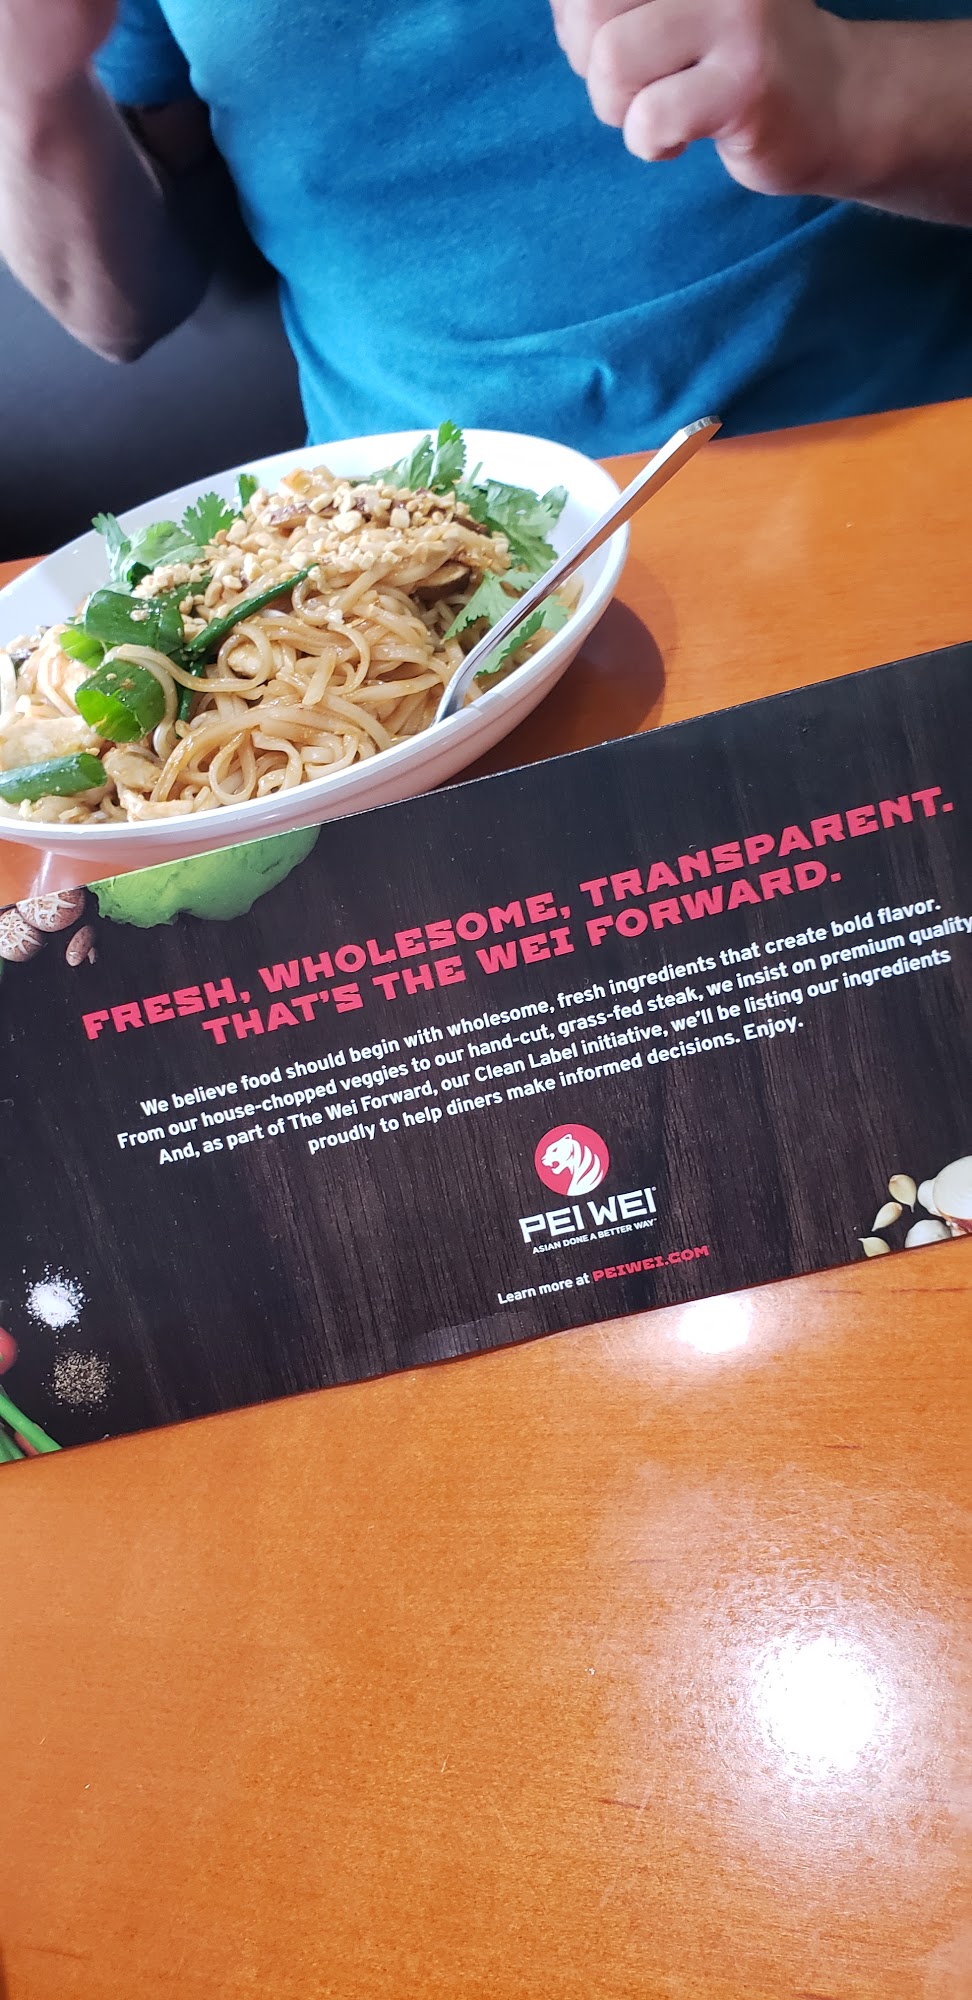 FRESH, WHOLESOME, TRANSPARENT.
THAT'S THE WEI FORWARD.
We believe food should begin with wholesome, fresh ingredients that create bold flavor.
From our house-chopped veggies to our hand-cut, grass-fed steak, we insist on premium quality
And, as part of The Wei Forward, our Clean Label initiative, we'll be listing our ingredients
proudly to help diners make informed decisions. Enjoy.
PEI WEI
ASIAN DONE A BETTER WAY
Learn more at PEIWEI.COM